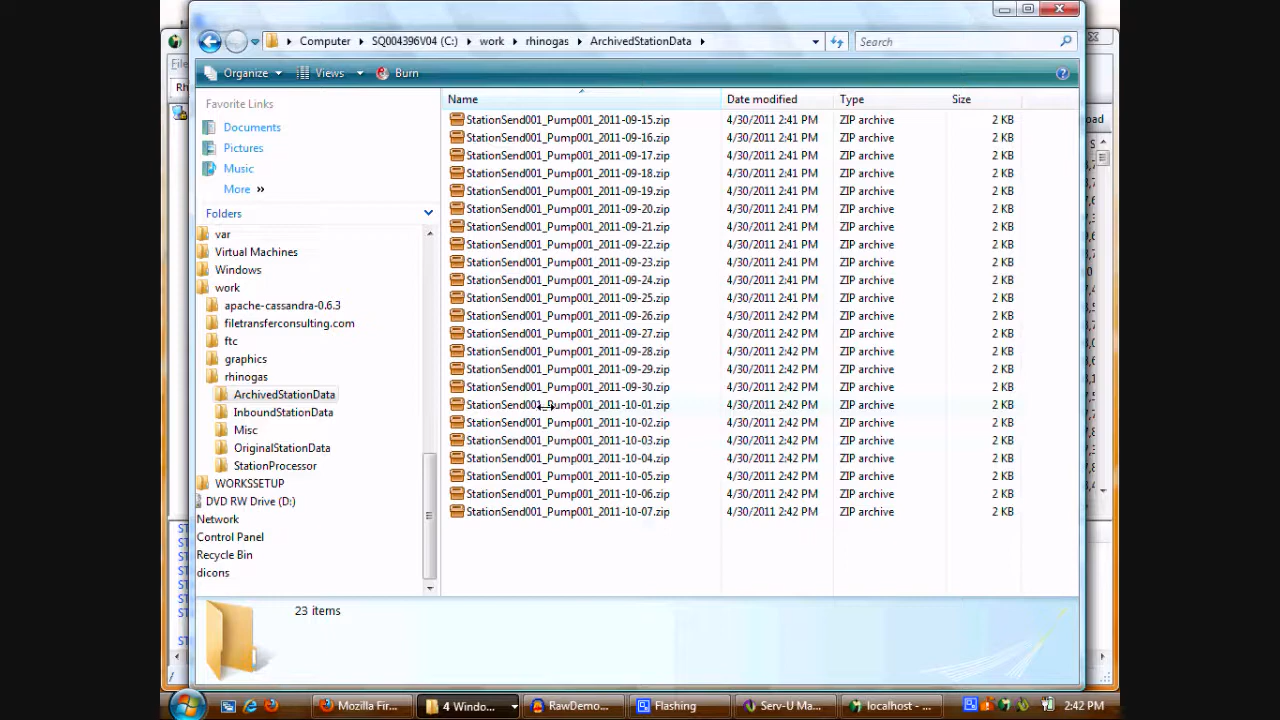 Computer SQ004396V04 (C:) work rhinogas ArchivedStationData
Search
Organize Views Burn
Favorite Links
Documents
Pictures
Music
More »
Folders
var
Virtual Machines
Windows
work
apache-cassandra-0.6.3
filetransferconsulting.com
ftc
graphics
rhinogas
ArchivedStationData
InboundStationData
Misc
OriginalStationData
StationProcessor
WORKSSETUP
DVD RW Drive (D:)
Network
Control Panel
Recycle Bin
dicons
Name Date modified Type Size
StationSend001_Pump001_2011-09-15.zip 4/30/2011 2:41 PM ZIP archive 2 KB
StationSend001_Pump001_2011-09-16.zip 4/30/2011 2:41 PM ZIP archive 2 KB
StationSend001_Pump001_2011-09-17.zip 4/30/2011 2:41 PM ZIP archive 2 KB
StationSend001_Pump001_2011-09-18.zip 4/30/2011 2:41 PM ZIP archive 2 KB
StationSend001_Pump001_2011-09-19.zip 4/30/2011 2:41 PM ZIP archive 2 KB
StationSend001_Pump001_2011-09-20.zip 4/30/2011 2:41 PM ZIP archive 2 KB
StationSend001_Pump001_2011-09-21.zip 4/30/2011 2:41 PM ZIP archive 2 KB
StationSend001_Pump001_2011-09-22.zip 4/30/2011 2:41 PM ZIP archive 2 KB
StationSend001_Pump001_2011-09-23.zip 4/30/2011 2:41 PM ZIP archive 2 KB
StationSend001_Pump001_2011-09-24.zip 4/30/2011 2:41 PM ZIP archive 2 KB
StationSend001_Pump001_2011-09-25.zip 4/30/2011 2:41 PM ZIP archive 2 KB
StationSend001_Pump001_2011-09-26.zip 4/30/2011 2:42 PM ZIP archive 2 KB
StationSend001_Pump001_2011-09-27.zip 4/30/2011 2:42 PM ZIP archive 2 KB
StationSend001_Pump001_2011-09-28.zip 4/30/2011 2:42 PM ZIP archive 2 KB
StationSend001_Pump001_2011-09-29.zip 4/30/2011 2:42 PM ZIP archive 2 KB
StationSend001_Pump001_2011-09-30.zip 4/30/2011 2:42 PM ZIP archive 2 KB
StationSend001_Pump001_2011-10-01.zip 4/30/2011 2:42 PM ZIP archive 2 KB
StationSend001_Pump001_2011-10-02.zip 4/30/2011 2:42 PM ZIP archive 2 KB
StationSend001_Pump001_2011-10-03.zip 4/30/2011 2:42 PM ZIP archive 2 KB
StationSend001_Pump001_2011-10-04.zip 4/30/2011 2:42 PM ZIP archive 2 KB
StationSend001_Pump001_2011-10-05.zip 4/30/2011 2:42 PM ZIP archive 2 KB
StationSend001_Pump001_2011-10-06.zip 4/30/2011 2:42 PM ZIP archive 2 KB
StationSend001_Pump001_2011-10-07.zip 4/30/2011 2:42 PM ZIP archive 2 KB
23 items
Mozilla Fir... 4 Windo... RawDemo... Flashing Serv-U Ma... localhost - ... 2:42 PM